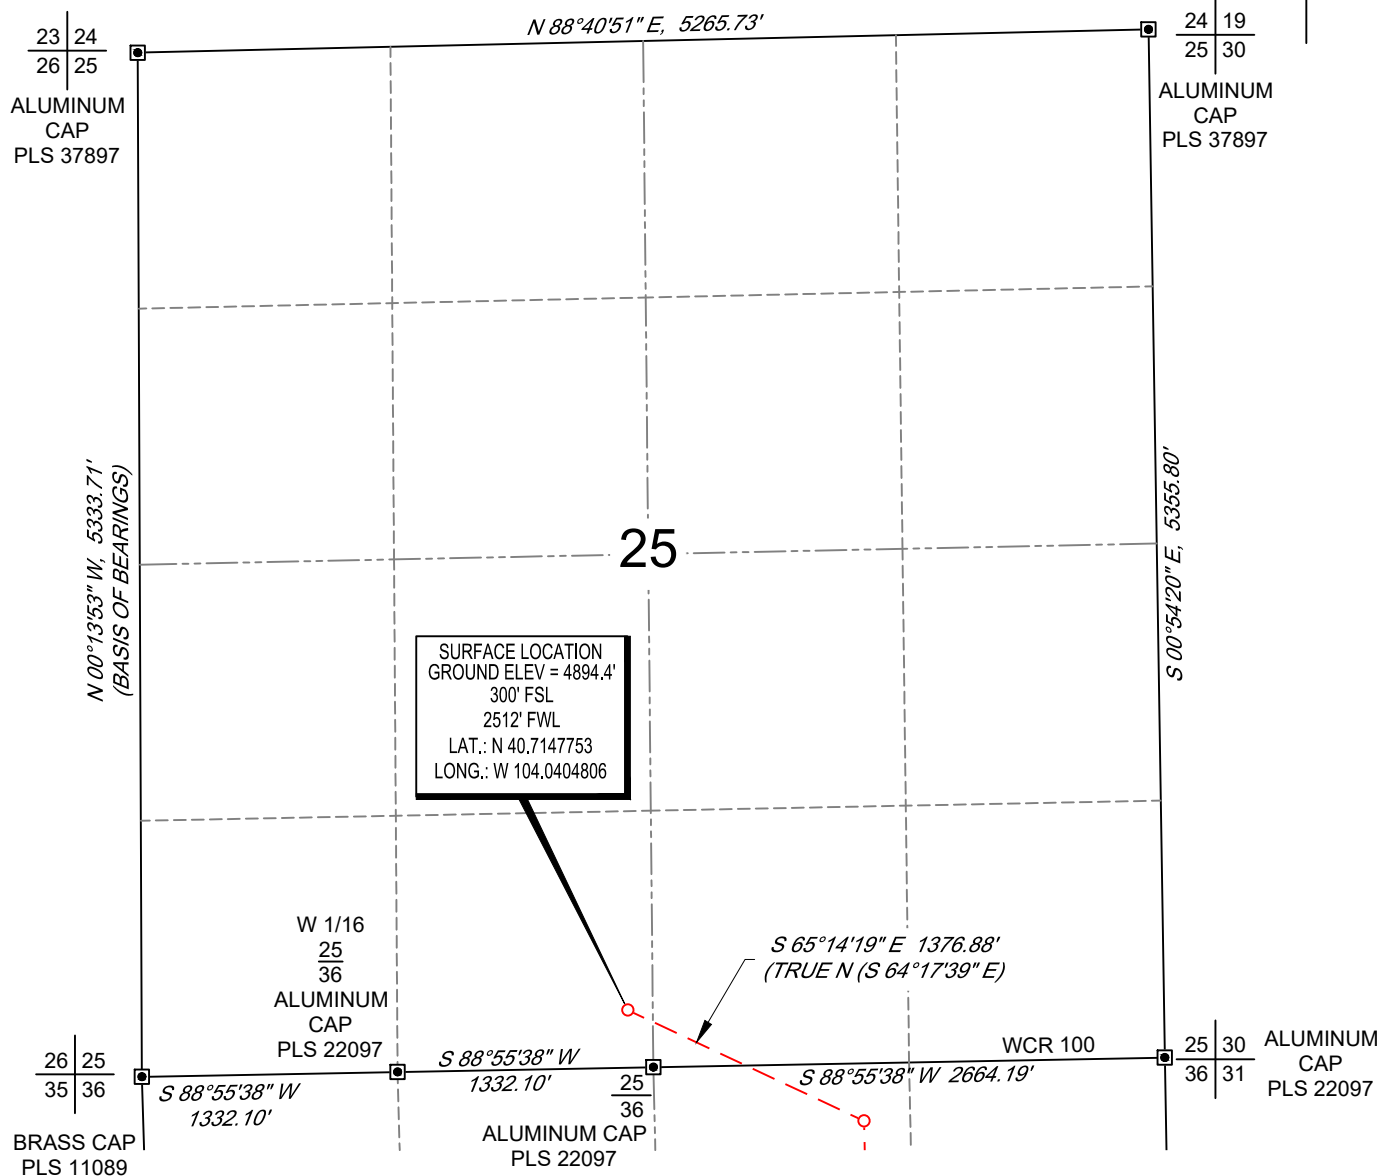 N 88°40'51" E, 5265.73'
23 24
26 25
ALUMINUM
CAP
PLS 37897
24 19
25 30
ALUMINUM
CAP
PLS 37897
N 00°13'53" W, 5333.71'
(BASIS OF BEARINGS)
25
S 00°54'20" E, 5355.80'
SURFACE LOCATION
GROUND ELEV = 4894.4'
300' FSL
2512' FWL
LAT.: N 40.7147753
LONG.: W 104.0404806
W 1/16
25
36
ALUMINUM
CAP
PLS 22097
S 65°14'19" E 1376.88'
(TRUE N (S 64°17'39" E)
26 25
35 36
BRASS CAP
PLS 11089
S 88°55'38" W
1332.10'
S 88°55'38" W
1332.10'
25
36
ALUMINUM CAP
PLS 22097
WCR 100
S 88°55'38" W 2664.19'
25 30
36 31
ALUMINUM
CAP
PLS 22097